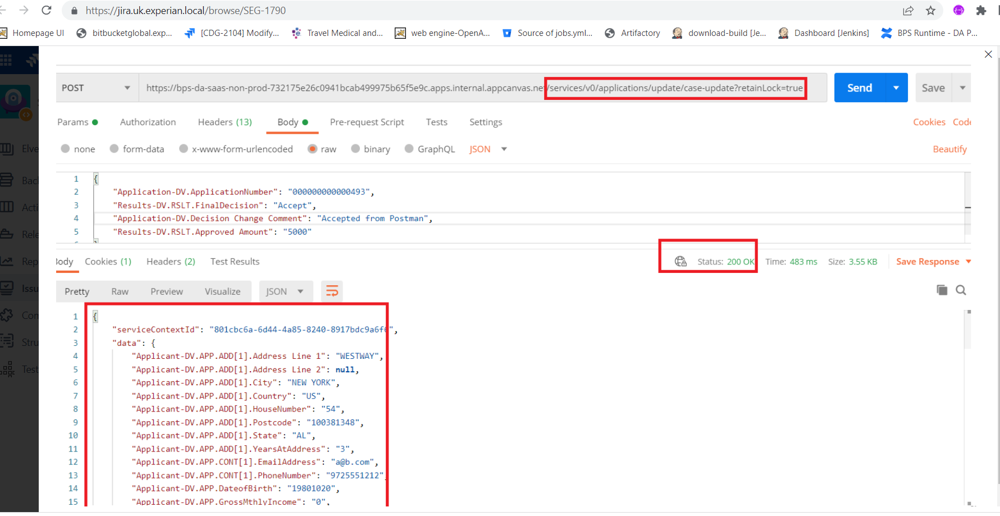 https://jira.uk.experian.local/browse/SEG-1790
Homepage UI bitbucketglobal.exp... [CDG-2104] Modify... Travel Medical and... web engine-OpenA... Source of jobs.yml... Artifactory download-build [Je... Dashboard [Jenkins] BPS Runtime - DA P...
POST https://bps-da-saas-non-prod-732175e26c0941bcab499975b65f5e9c.apps.internal.appcanvas.net/services/v0/applications/update/case-update?retainLock=true Send Save
Params Authorization Headers (13) Body Pre-request Script Tests Settings Cookies Code
none form-data x-www-form-urlencoded raw binary GraphQL JSON Beautify
1 {
2 "Application-DV.ApplicationNumber": "000000000000493",
3 "Results-DV.RSLT.FinalDecision": "Accept",
4 "Application-DV.Decision Change Comment": "Accepted from Postman",
5 "Results-DV.RSLT.Approved Amount": "5000"
Body Cookies (1) Headers (2) Test Results Status: 200 OK Time: 483 ms Size: 3.55 KB Save Response
Pretty Raw Preview Visualize JSON
1 {
2 "serviceContextId": "801cbc6a-6d44-4a85-8240-8917bdc9a6f6",
3 "data": {
4 "Applicant-DV.APP.ADD[1].Address Line 1": "WESTWAY",
5 "Applicant-DV.APP.ADD[1].Address Line 2": null,
6 "Applicant-DV.APP.ADD[1].City": "NEW YORK",
7 "Applicant-DV.APP.ADD[1].Country": "US",
8 "Applicant-DV.APP.ADD[1].HouseNumber": "54",
9 "Applicant-DV.APP.ADD[1].Postcode": "100381348",
10 "Applicant-DV.APP.ADD[1].State": "AL",
11 "Applicant-DV.APP.ADD[1].YearsAtAddress": "3",
12 "Applicant-DV.APP.CONT[1].EmailAddress": "a@b.com",
13 "Applicant-DV.APP.CONT[1].PhoneNumber": "9725551212",
14 "Applicant-DV.APP.DateofBirth": "19801020",
15 "Applicant-DV.APP.GrossMthlyIncome": "0",
Elve
Bac
Acti
Rele
Rep
Issu
Con
Stru
Test